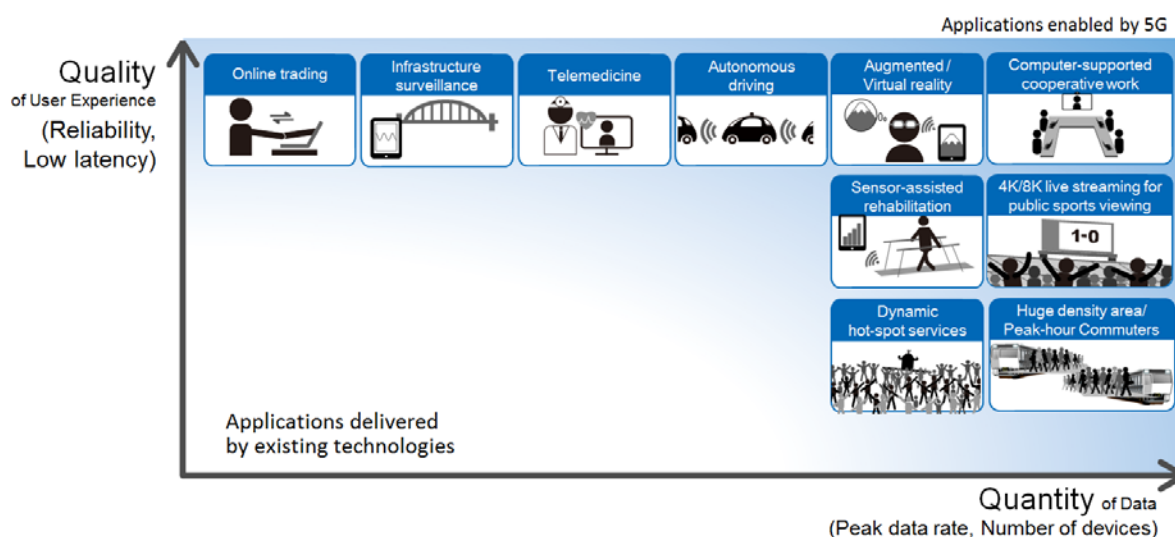 Applications enabled by 5G
Quality
of User Experience
(Reliability,
Low latency)
Online trading
Infrastructure
surveillance
Telemedicine
Autonomous
driving
Augmented /
Virtual reality
Computer-supported
cooperative work
Sensor-assisted
rehabilitation
4K/8K live streaming for
public sports viewing
1-0
Dynamic
hot-spot services
Huge density area/
Peak-hour Commuters
Applications delivered
by existing technologies
Quantity of Data
(Peak data rate, Number of devices)